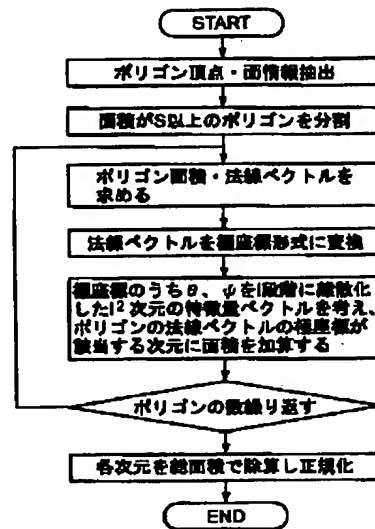 START
ポリゴン頂点・面情報抽出
面積がS以上のポリゴンを分割
ポリゴン面積・法線ベクトルを
求める
法線ベクトルを極座標形式に変換
極座標のうちθ、ψをl段階に離散化
したl²次元の特徴量ベクトルを考え、
ポリゴンの法線ベクトルの極座標が
該当する次元に面積を加算する
ポリゴンの数繰り返す
各次元を総面積で除算し正規化
END